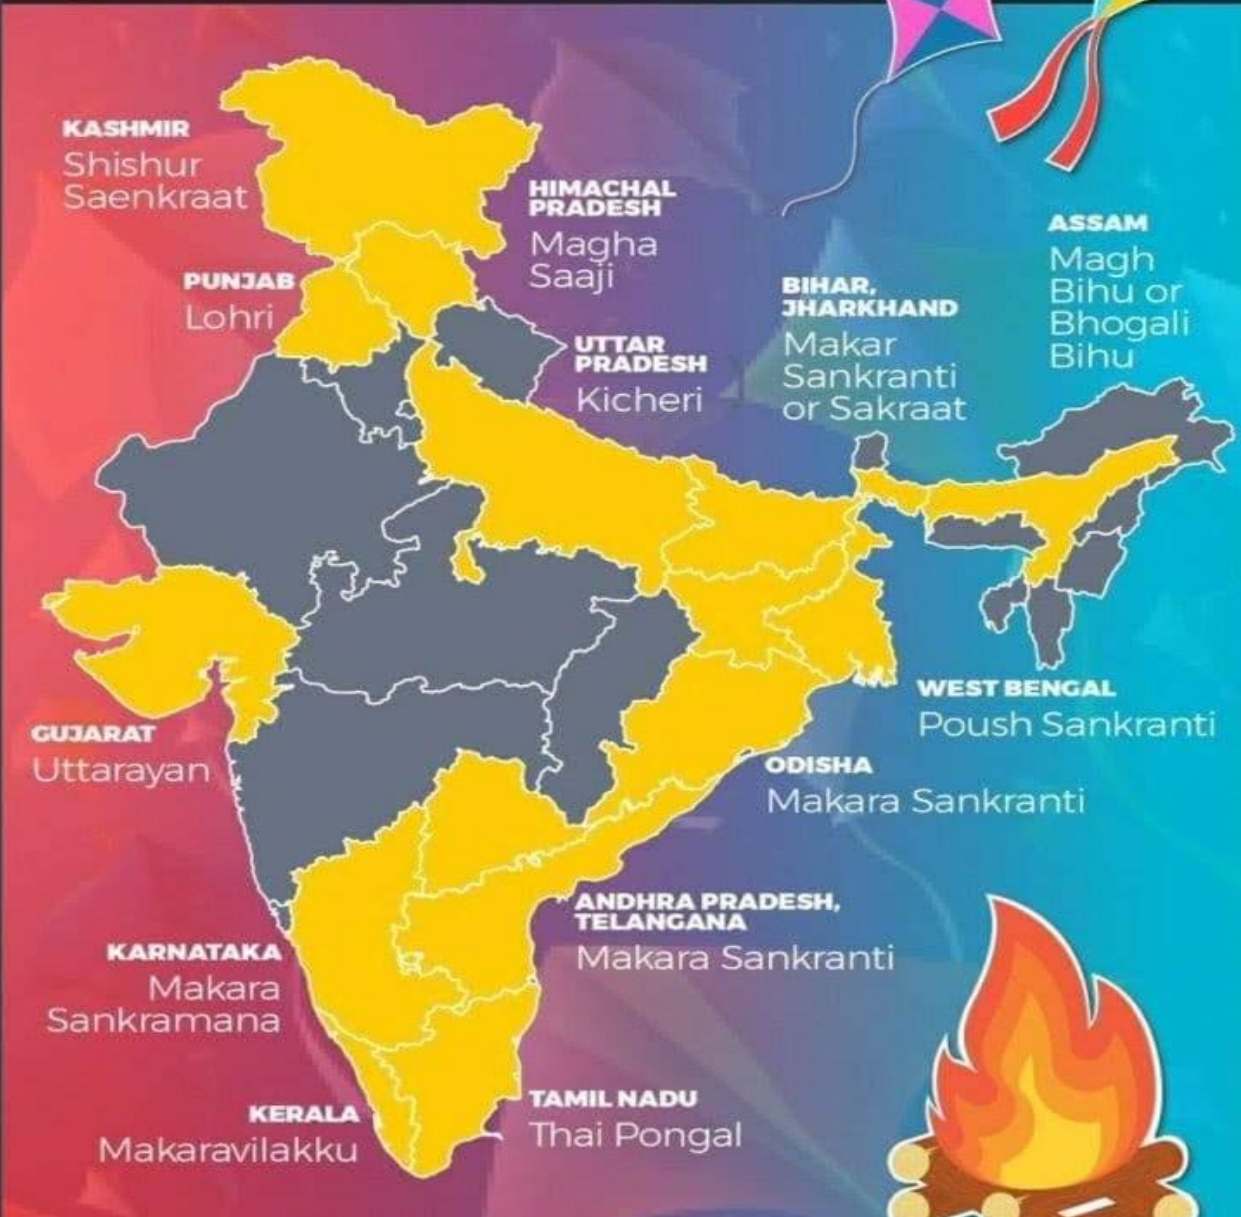 KASHMIR
Shishur
Saenkraat
HIMACHAL
PRADESH
Magha
Saaji
PUNJAB
Lohri
UTTAR
PRADESH
Kicheri
BIHAR,
JHARKHAND
Makar
Sankranti
or Sakraat
ASSAM
Magh
Bihu or
Bhogali
Bihu
WEST BENGAL
Poush Sankranti
GUJARAT
Uttarayan
ODISHA
Makara Sankranti
ANDHRA PRADESH,
TELANGANA
Makara Sankranti
KARNATAKA
Makara
Sankramana
KERALA
Makaravilakku
TAMIL NADU
Thai Pongal